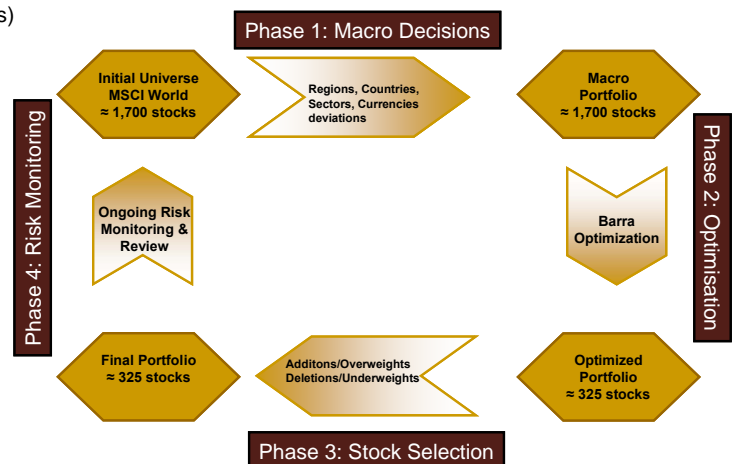 s)
Phase 1: Macro Decisions
Initial Universe
MSCI World
≈ 1,700 stocks
Regions, Countries,
Sectors, Currencies
deviations
Macro
Portfolio
≈ 1,700 stocks
Phase 2: Optimisation
Barra
Optimization
Optimized
Portfolio
≈ 325 stocks
Additons/Overweights
Deletions/Underweights
Phase 3: Stock Selection
Final Portfolio
≈ 325 stocks
Ongoing Risk
Monitoring &
Review
Phase 4: Risk Monitoring